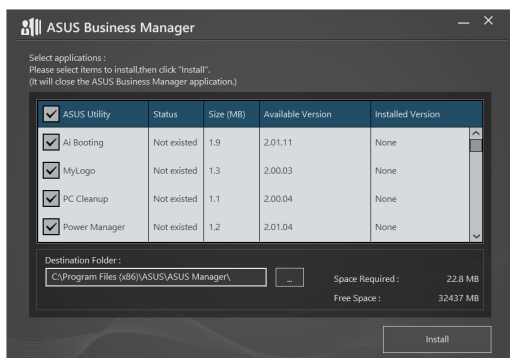 ASUS Business Manager
Select applications :
Please select items to install,then click "Install".
(It will close the ASUS Business Manager application.)
ASUS Utility Status Size (MB) Available Version Installed Version
Ai Booting Not existed 1.9 2.01.11 None
MyLogo Not existed 1.3 2.00.03 None
PC Cleanup Not existed 1.1 2.00.04 None
Power Manager Not existed 1.2 2.01.04 None
Destination Folder :
C:\Program Files (x86)\ASUS\ASUS Manager\ ... Space Required : 22.8 MB
Free Space : 32437 MB
Install